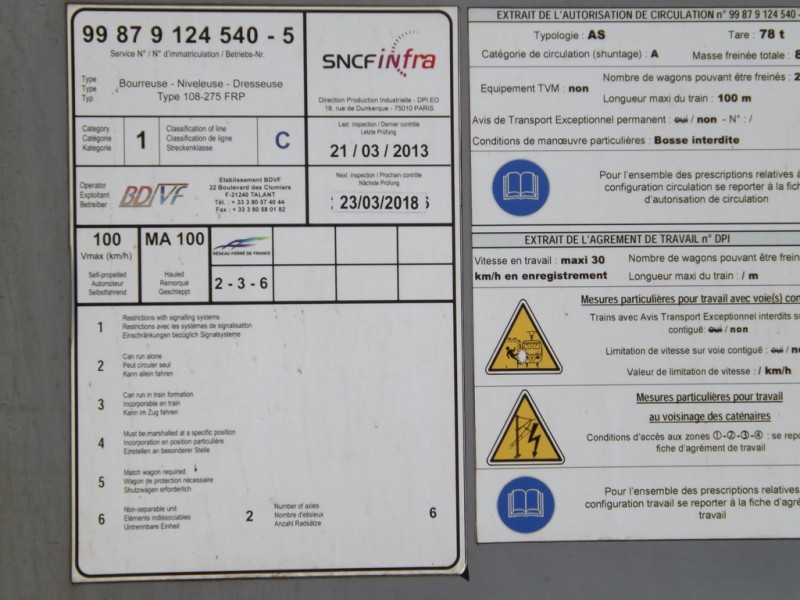 99 87 9 124 540 - 5
Service N° / N° d'immatriculation / Betriebs-Nr.
Type
Type
Typ
Bourreuse - Niveleuse - Dresseuse
Type 108-275 FRP
SNCF infra
Direction Production Industrielle - DPI EO
18, rue de Dunkerque - 75010 PARIS
Category
Catégorie
Kategorie
1
Classification of line
Classification de ligne
Streckenklasse
C
Last inspection / Dernier contrôle
Letzte Prüfung
21 / 03 / 2013
Operator
Exploitant
Betreiber
BDVF
Etablissement BDVF
22 Boulevard des Clomiers
F-21240 TALANT
Tél. : + 33 3 80 57 40 44
Fax : + 33 3 80 58 01 82
Next inspection / Prochain contrôle
Nächste Prüfung
23/03/2018
100
Vmax (km/h)
MA 100
RÉSEAU FERRÉ DE FRANCE
Self-propelled
Automoteur
Selbstfahrend
Hauled
Remorqué
Geschleppt
2 - 3 - 6
1
Restrictions with signalling systems
Restrictions avec les systèmes de signalisation
Einschränkungen bezüglich Signalsysteme
2
Can run alone
Peut circuler seul
Kann allein fahren
3
Can run in train formation
Incorporable en train
Kann im Zug fahren
4
Must be marshalled at a specific position
Incorporation en position particulière
Einstellen an besonderer Stelle
5
Match wagon required.
Wagon de protection nécessaire
Shutzwagen erforderlich
6
Non-separable unit
Eléments indissociables
Untrennbare Einheit
2
Number of axles
Nombre d'essieux
Anzahl Radsätze
6
EXTRAIT DE L'AUTORISATION DE CIRCULATION n° 99 87 9 124 540 -
Typologie : AS
Tare : 78 t
Catégorie de circulation (shuntage) : A
Masse freinée totale : 8
Equipement TVM : non
Nombre de wagons pouvant être freinés : 2
Longueur maxi du train : 100 m
Avis de Transport Exceptionnel permanent : oui / non - N° : /
Conditions de manœuvre particulières : Bosse interdite
Pour l'ensemble des prescriptions relatives à
configuration circulation se reporter à la fic
d'autorisation de circulation
EXTRAIT DE L'AGREMENT DE TRAVAIL n° DPI
Vitesse en travail : maxi 30
km/h en enregistrement
Nombre de wagons pouvant être frein
Longueur maxi du train : / m
Mesures particulières pour travail avec voie(s) con
Trains avec Avis Transport Exceptionnel interdits s
contiguë: oui / non
Limitation de vitesse sur voie contiguë : oui / n
Valeur de limitation de vitesse : / km/h
Mesures particulières pour travail
au voisinage des caténaires
Conditions d'accès aux zones ①-②-③-④ : se repo
fiche d'agrément de travail
Pour l'ensemble des prescriptions relatives
configuration travail se reporter à la fiche d'agré
travail